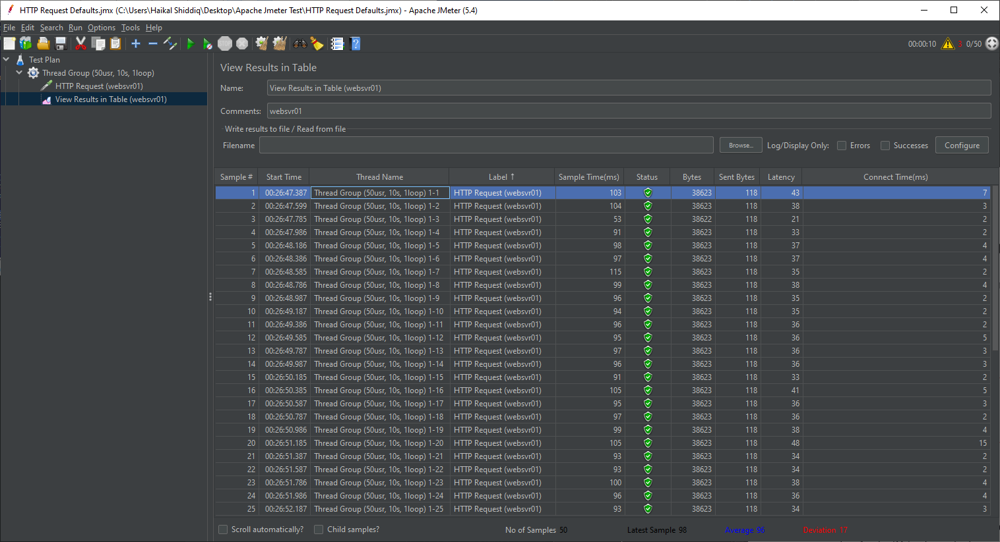 HTTP Request Defaults.jmx (C:\Users\Haikal Shiddiq\Desktop\Apache Jmeter Test\HTTP Request Defaults.jmx) - Apache JMeter (5.4)
File Edit Search Run Options Tools Help
00:00:10 3 0/50
Test Plan
Thread Group (50usr, 10s, 1loop)
HTTP Request (websvr01)
View Results in Table (websvr01)
View Results in Table
Name: View Results in Table (websvr01)
Comments: websvr01
Write results to file / Read from file
Filename Browse... Log/Display Only: Errors Successes Configure
Sample # Start Time Thread Name Label ↑ Sample Time(ms) Status Bytes Sent Bytes Latency Connect Time(ms)
1 00:26:47.387 Thread Group (50usr, 10s, 1loop) 1-1 HTTP Request (websvr01) 103 38623 118 43 7
2 00:26:47.599 Thread Group (50usr, 10s, 1loop) 1-2 HTTP Request (websvr01) 104 38623 118 38 3
3 00:26:47.785 Thread Group (50usr, 10s, 1loop) 1-3 HTTP Request (websvr01) 53 38622 118 21 2
4 00:26:47.986 Thread Group (50usr, 10s, 1loop) 1-4 HTTP Request (websvr01) 91 38623 118 33 2
5 00:26:48.186 Thread Group (50usr, 10s, 1loop) 1-5 HTTP Request (websvr01) 98 38623 118 37 4
6 00:26:48.386 Thread Group (50usr, 10s, 1loop) 1-6 HTTP Request (websvr01) 97 38623 118 37 4
7 00:26:48.585 Thread Group (50usr, 10s, 1loop) 1-7 HTTP Request (websvr01) 115 38623 118 35 2
8 00:26:48.786 Thread Group (50usr, 10s, 1loop) 1-8 HTTP Request (websvr01) 99 38623 118 38 4
9 00:26:48.987 Thread Group (50usr, 10s, 1loop) 1-9 HTTP Request (websvr01) 96 38623 118 35 2
10 00:26:49.187 Thread Group (50usr, 10s, 1loop) 1-10 HTTP Request (websvr01) 94 38623 118 35 2
11 00:26:49.386 Thread Group (50usr, 10s, 1loop) 1-11 HTTP Request (websvr01) 96 38623 118 36 2
12 00:26:49.585 Thread Group (50usr, 10s, 1loop) 1-12 HTTP Request (websvr01) 95 38623 118 36 5
13 00:26:49.787 Thread Group (50usr, 10s, 1loop) 1-13 HTTP Request (websvr01) 97 38623 118 36 3
14 00:26:49.987 Thread Group (50usr, 10s, 1loop) 1-14 HTTP Request (websvr01) 96 38623 118 36 3
15 00:26:50.185 Thread Group (50usr, 10s, 1loop) 1-15 HTTP Request (websvr01) 91 38623 118 33 2
16 00:26:50.385 Thread Group (50usr, 10s, 1loop) 1-16 HTTP Request (websvr01) 105 38623 118 41 5
17 00:26:50.587 Thread Group (50usr, 10s, 1loop) 1-17 HTTP Request (websvr01) 95 38623 118 36 3
18 00:26:50.787 Thread Group (50usr, 10s, 1loop) 1-18 HTTP Request (websvr01) 97 38623 118 36 2
19 00:26:50.986 Thread Group (50usr, 10s, 1loop) 1-19 HTTP Request (websvr01) 99 38623 118 38 4
20 00:26:51.185 Thread Group (50usr, 10s, 1loop) 1-20 HTTP Request (websvr01) 105 38623 118 48 15
21 00:26:51.387 Thread Group (50usr, 10s, 1loop) 1-21 HTTP Request (websvr01) 93 38623 118 34 2
22 00:26:51.587 Thread Group (50usr, 10s, 1loop) 1-22 HTTP Request (websvr01) 93 38623 118 34 2
23 00:26:51.786 Thread Group (50usr, 10s, 1loop) 1-23 HTTP Request (websvr01) 100 38623 118 38 4
24 00:26:51.986 Thread Group (50usr, 10s, 1loop) 1-24 HTTP Request (websvr01) 96 38623 118 36 4
25 00:26:52.187 Thread Group (50usr, 10s, 1loop) 1-25 HTTP Request (websvr01) 93 38623 118 34 3
Scroll automatically? Child samples? No of Samples 50 Latest Sample 98 Average 96 Deviation 17